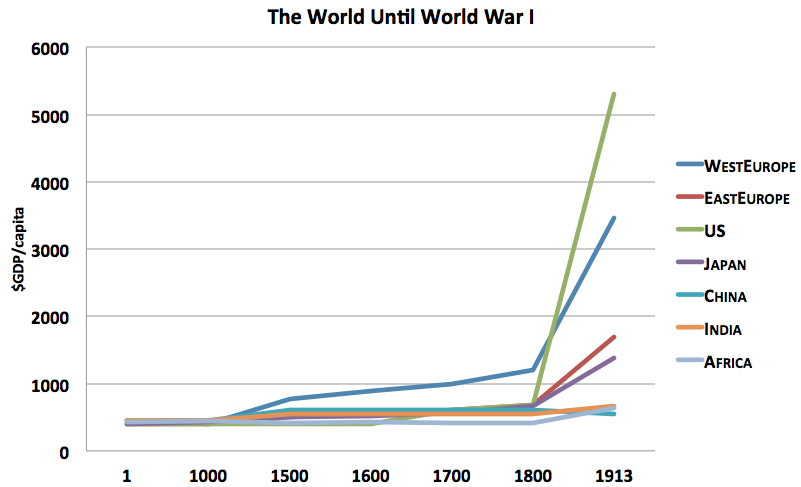 The World Until World War I
6000
5000
4000
3000
2000
1000
0
$GDP/capita
1 1000 1500 1600 1700 1800 1913
WESTEUROPE
EASTEUROPE
US
JAPAN
CHINA
INDIA
AFRICA